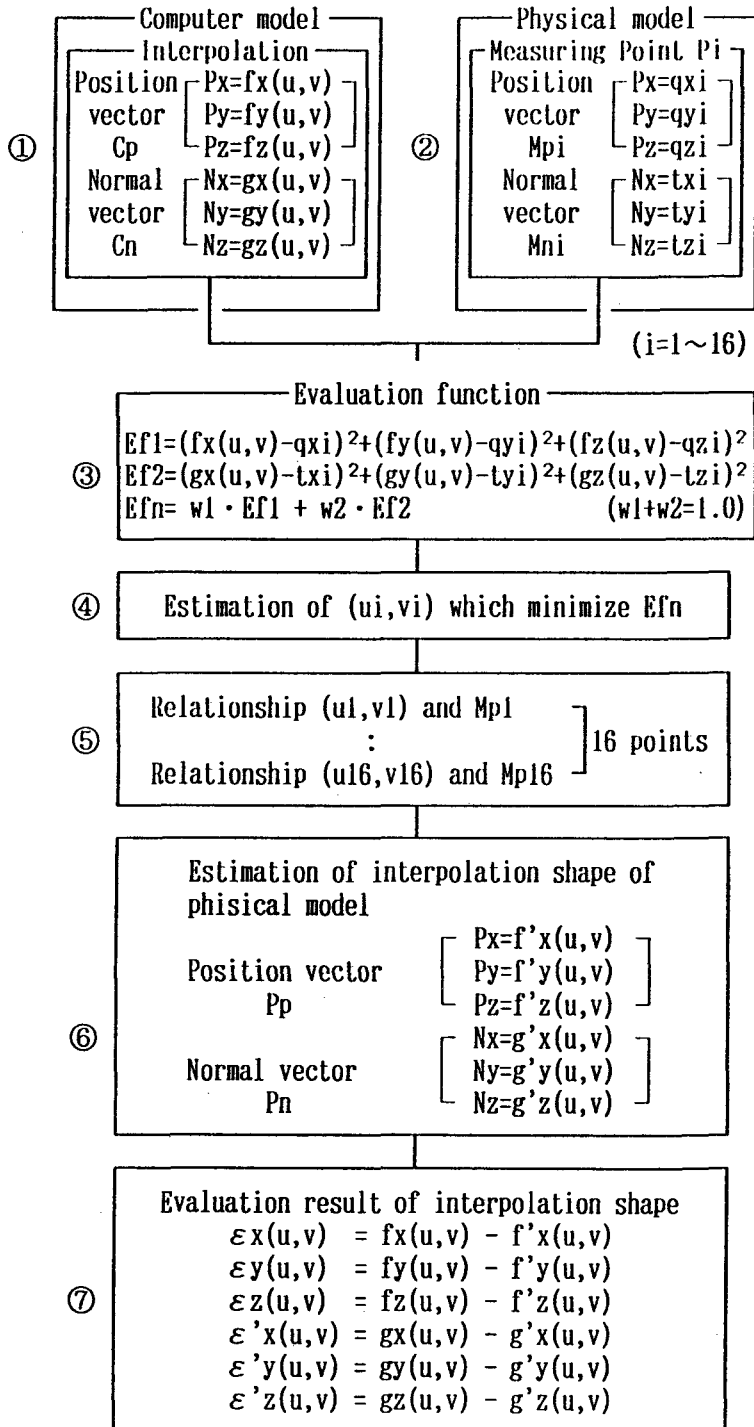 Computer model
Interpolation
Position Px=fx(u,v)
vector Py=fy(u,v)
① Cp Pz=fz(u,v)
Normal Nx=gx(u,v)
vector Ny=gy(u,v)
Cn Nz=gz(u,v)
Physical model
Measuring Point Pi
Position Px=qxi
vector Py=qyi
② Mpi Pz=qzi
Normal Nx=txi
vector Ny=tyi
Mni Nz=tzi
(i=1~16)
Evaluation function
Ef1=(fx(u,v)-qxi)²+(fy(u,v)-qyi)²+(fz(u,v)-qzi)²
③ Ef2=(gx(u,v)-txi)²+(gy(u,v)-tyi)²+(gz(u,v)-tzi)²
Efn= w1・Ef1 + w2・Ef2 (w1+w2=1.0)
④ Estimation of (ui,vi) which minimize Efn
Relationship (u1,v1) and Mp1
⑤ : 16 points
Relationship (u16,v16) and Mp16
Estimation of interpolation shape of
phisical model
Px=f'x(u,v)
Position vector Py=f'y(u,v)
Pp Pz=f'z(u,v)
⑥ Nx=g'x(u,v)
Normal vector Ny=g'y(u,v)
Pn Nz=g'z(u,v)
Evaluation result of interpolation shape
εx(u,v) = fx(u,v) - f'x(u,v)
εy(u,v) = fy(u,v) - f'y(u,v)
⑦ εz(u,v) = fz(u,v) - f'z(u,v)
ε'x(u,v) = gx(u,v) - g'x(u,v)
ε'y(u,v) = gy(u,v) - g'y(u,v)
ε'z(u,v) = gz(u,v) - g'z(u,v)